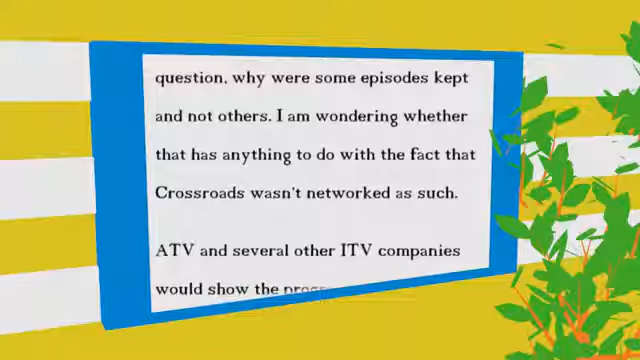 question, why were some episodes kept
and not others. I am wondering whether
that has anything to do with the fact that
Crossroads wasn't networked as such.
ATV and several other ITV companies
would show the